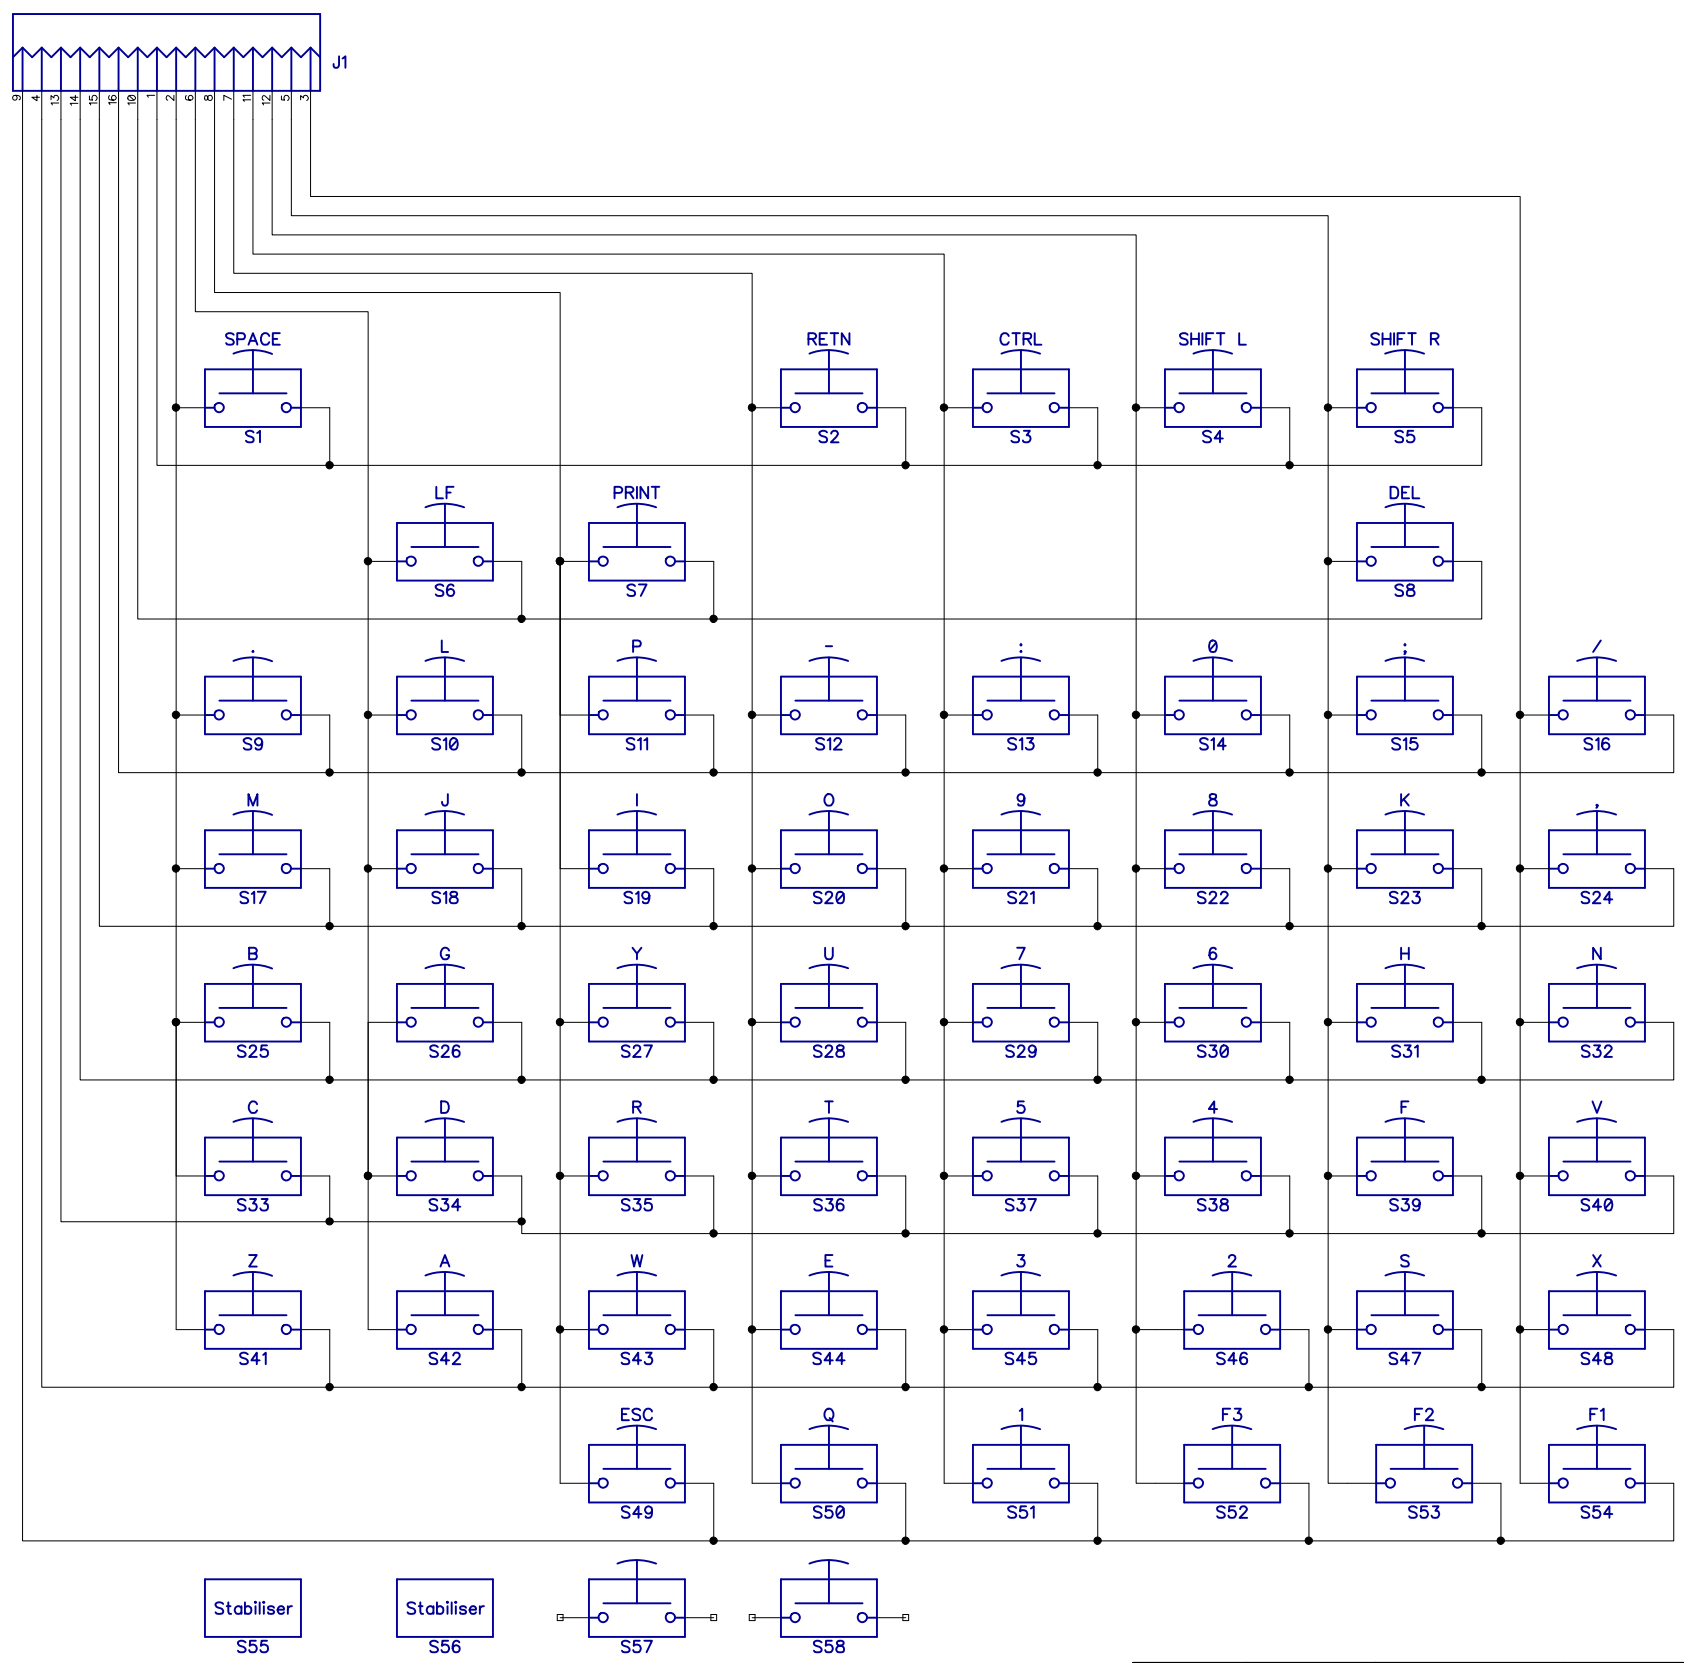 J1
9 4 13 14 15 16 10 1 2 6 8 7 11 12 5 3
SPACE RETN CTRL SHIFT L SHIFT R
S1 S2 S3 S4 S5
LF PRINT DEL
S6 S7 S8
. L P - : 0 ; /
S9 S10 S11 S12 S13 S14 S15 S16
M J I O 9 8 K ,
S17 S18 S19 S20 S21 S22 S23 S24
B G Y U 7 6 H N
S25 S26 S27 S28 S29 S30 S31 S32
C D R T 5 4 F V
S33 S34 S35 S36 S37 S38 S39 S40
Z A W E 3 2 S X
S41 S42 S43 S44 S45 S46 S47 S48
ESC Q 1 F3 F2 F1
S49 S50 S51 S52 S53 S54
Stabiliser Stabiliser
S55 S56 S57 S58